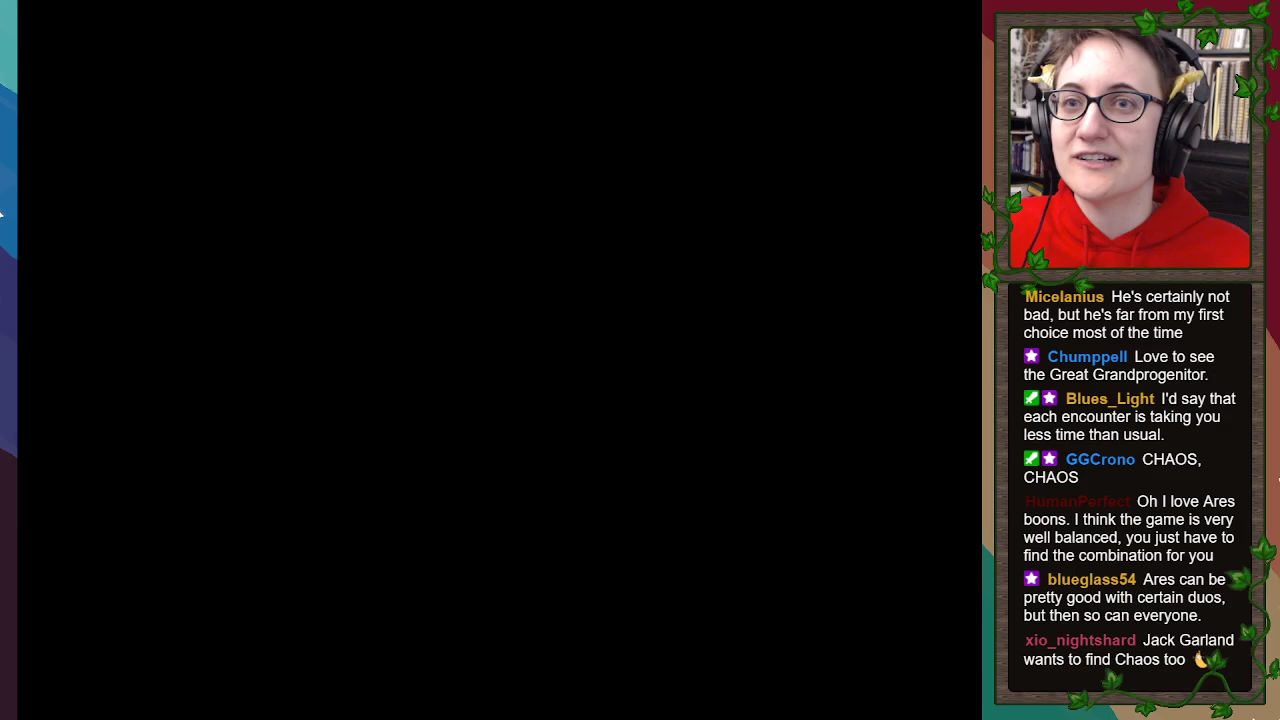 Micelanius He's certainly not
bad, but he's far from my first
choice most of the time
Chumppell Love to see
the Great Grandprogenitor.
Blues_Light I'd say that
each encounter is taking you
less time than usual.
GGCrono CHAOS,
CHAOS
HumanPerfect Oh I love Ares
boons. I think the game is very
well balanced, you just have to
find the combination for you
blueglass54 Ares can be
pretty good with certain duos,
but then so can everyone.
xio_nightshard Jack Garland
wants to find Chaos too